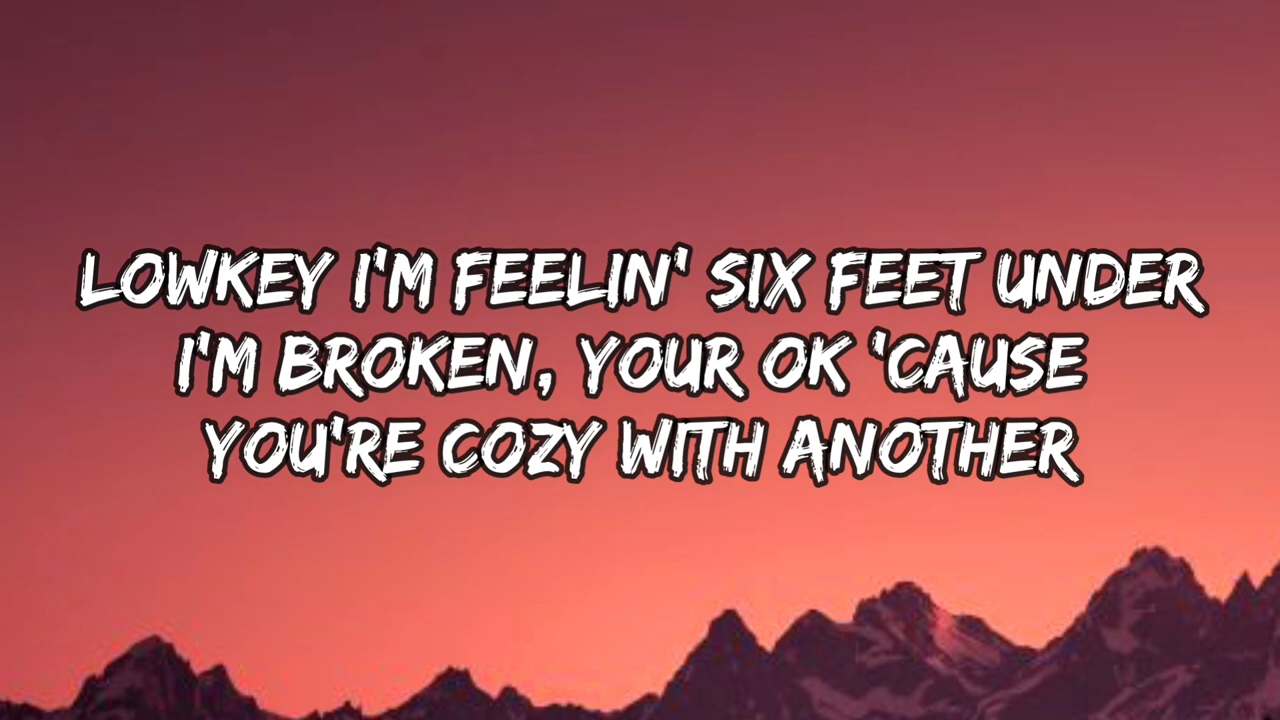 LOWKEY I'M FEELIN' SIX FEET UNDER
I'M BROKEN, YOUR OK 'CAUSE
YOU'RE COZY WITH ANOTHER